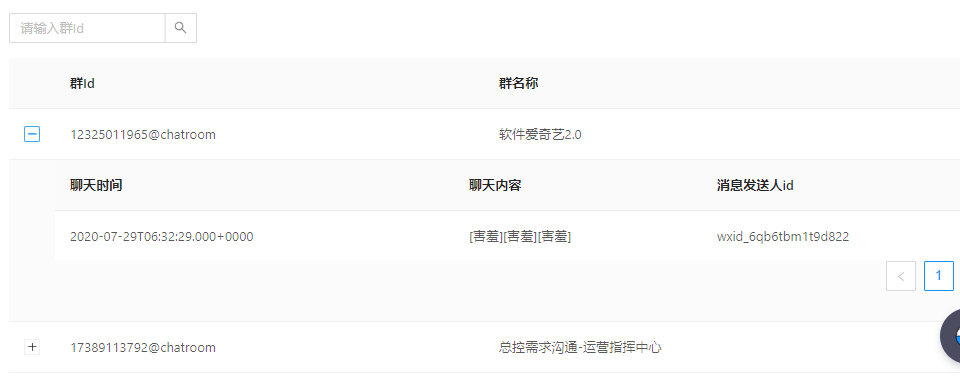 请输入群Id
群Id 群名称
12325011965@chatroom 软件爱奇艺2.0
聊天时间 聊天内容 消息发送人id
2020-07-29T06:32:29.000+0000 [害羞][害羞][害羞] wxid_6qb6tbm1t9d822
< 1
17389113792@chatroom 总控需求沟通-运营指挥中心